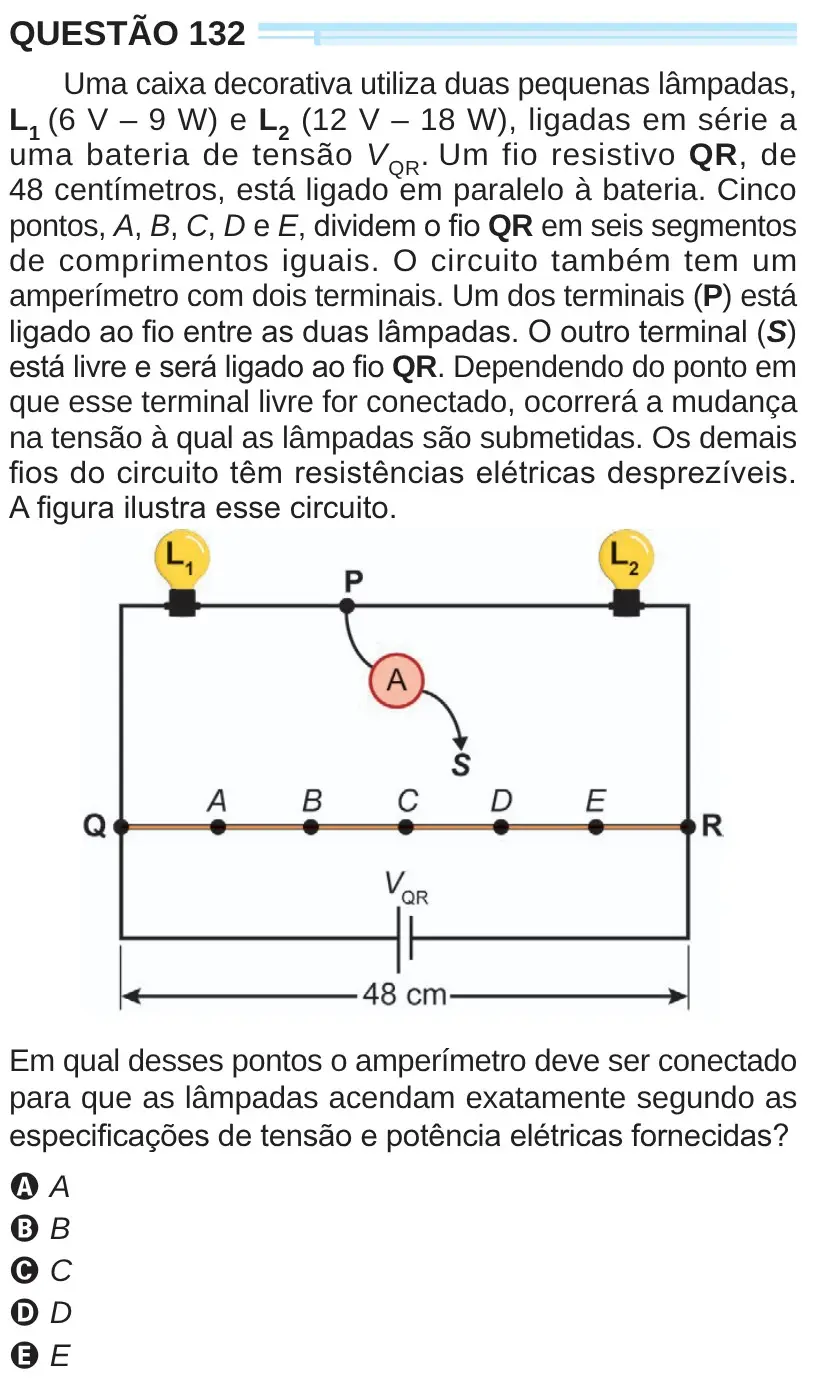 QUESTÃO 132
Uma caixa decorativa utiliza duas pequenas lâmpadas,
L1 (6 V – 9 W) e L2 (12 V – 18 W), ligadas em série a
uma bateria de tensão VQR. Um fio resistivo QR, de
48 centímetros, está ligado em paralelo à bateria. Cinco
pontos, A, B, C, D e E, dividem o fio QR em seis segmentos
de comprimentos iguais. O circuito também tem um
amperímetro com dois terminais. Um dos terminais (P) está
ligado ao fio entre as duas lâmpadas. O outro terminal (S)
está livre e será ligado ao fio QR. Dependendo do ponto em
que esse terminal livre for conectado, ocorrerá a mudança
na tensão à qual as lâmpadas são submetidas. Os demais
fios do circuito têm resistências elétricas desprezíveis.
A figura ilustra esse circuito.
L1
L2
P
A
S
A B C D E
Q
R
VQR
48 cm
Em qual desses pontos o amperímetro deve ser conectado
para que as lâmpadas acendam exatamente segundo as
especificações de tensão e potência elétricas fornecidas?
A A
B B
C C
D D
E E